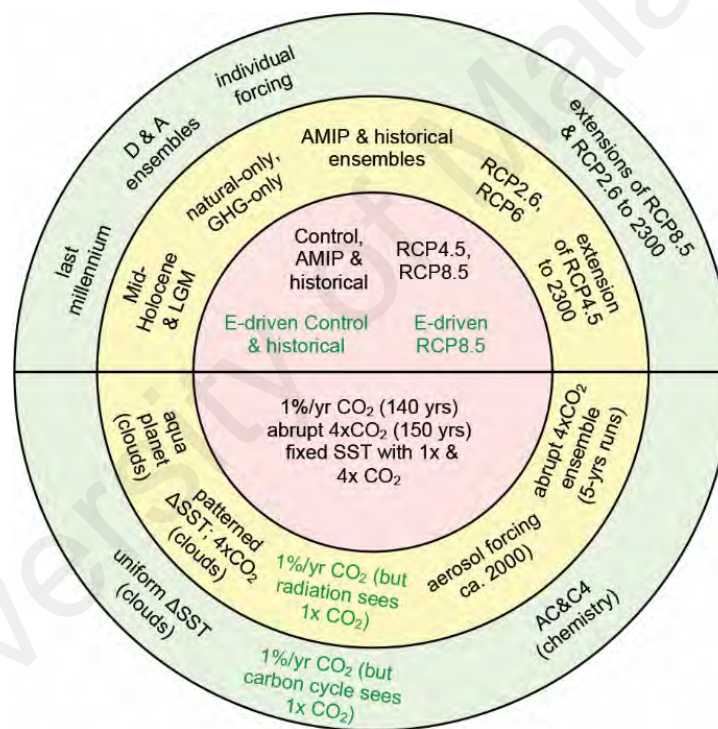 individual
forcing
D & A
ensembles
last
millennium
extensions of RCP8.5
& RCP2.6 to 2300
AMIP & historical
ensembles
natural-only,
GHG-only
Mid-
Holocene
& LGM
RCP2.6,
RCP6
extension
of RCP4.5
to 2300
Control,
AMIP &
historical
RCP4.5,
RCP8.5
E-driven Control
& historical
E-driven
RCP8.5
1%/yr CO₂ (140 yrs)
abrupt 4xCO₂ (150 yrs)
fixed SST with 1x &
4x CO₂
aqua
planet
(clouds)
patterned
ΔSST; 4xCO₂
(clouds)
1%/yr CO₂ (but
radiation sees
1x CO₂)
aerosol forcing
ca. 2000)
abrupt 4xCO₂
ensemble
(5-yrs runs)
uniform ΔSST
(clouds)
1%/yr CO₂ (but
carbon cycle sees
1x CO₂)
AC&C4
(chemistry)
University of Mala